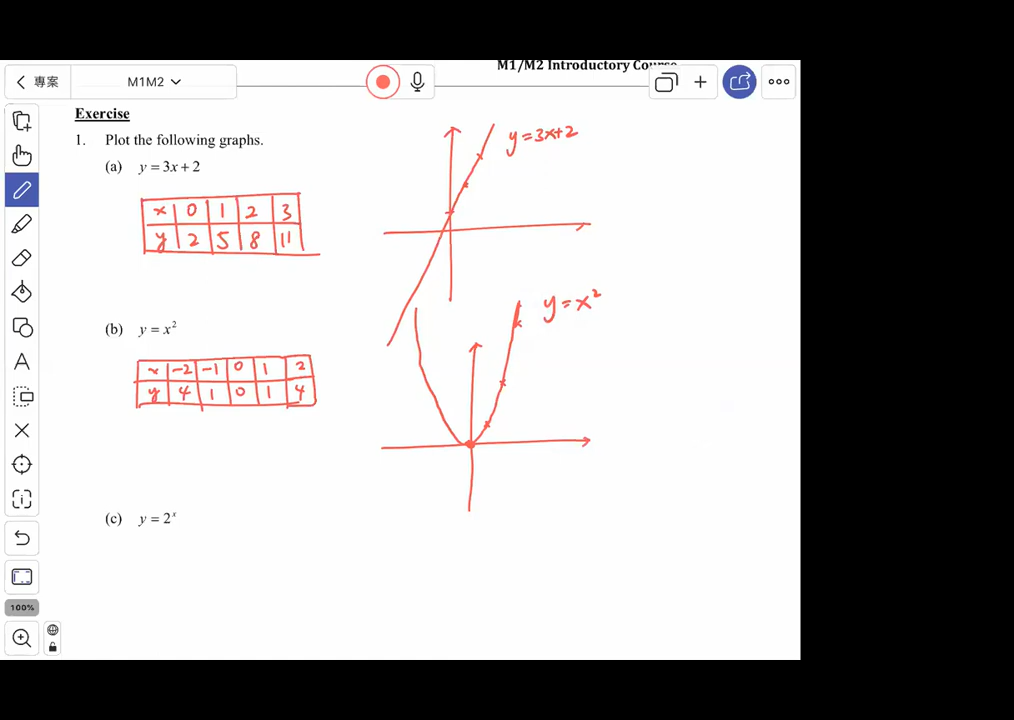 M1/M2 Introductory Course
專案
M1M2
Exercise
1. Plot the following graphs.
(a) y = 3x + 2
y = 3x+2
x 0 1 2 3
y 2 5 8 11
(b) y = x²
y = x²
x -2 -1 0 1 2
y 4 1 0 1 4
(c) y = 2ˣ
A
100%